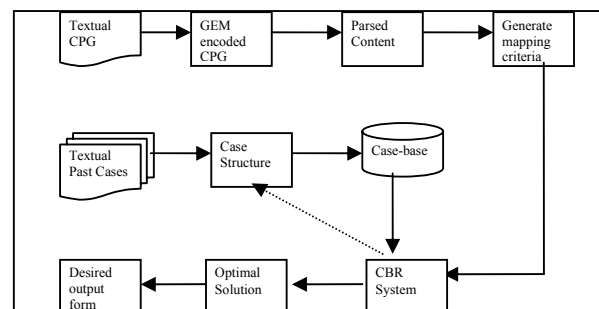 Textual
CPG
GEM
encoded
CPG
Parsed
Content
Generate
mapping
criteria
Textual
Past Cases
Case
Structure
Case-base
Desired
output
form
Optimal
Solution
CBR
System